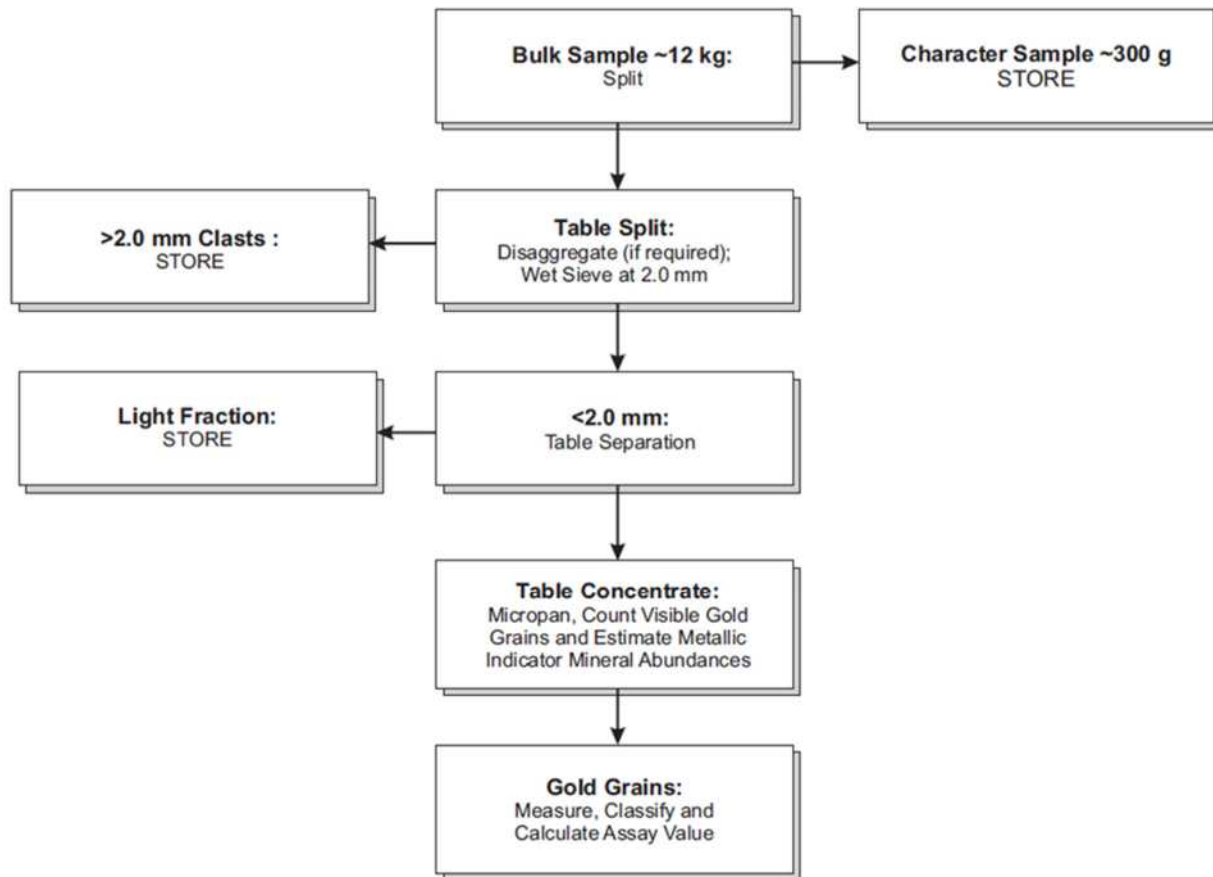 Bulk Sample ~12 kg:
Split
Character Sample ~300 g
STORE
>2.0 mm Clasts :
STORE
Table Split:
Disaggregate (if required);
Wet Sieve at 2.0 mm
Light Fraction:
STORE
<2.0 mm:
Table Separation
Table Concentrate:
Micropan, Count Visible Gold
Grains and Estimate Metallic
Indicator Mineral Abundances
Gold Grains:
Measure, Classify and
Calculate Assay Value